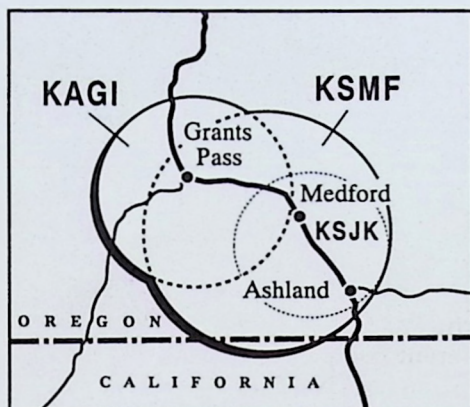 KAGI
KSMF
Grants
Pass
Medford
KSJK
Ashland
OREGON
CALIFORNIA